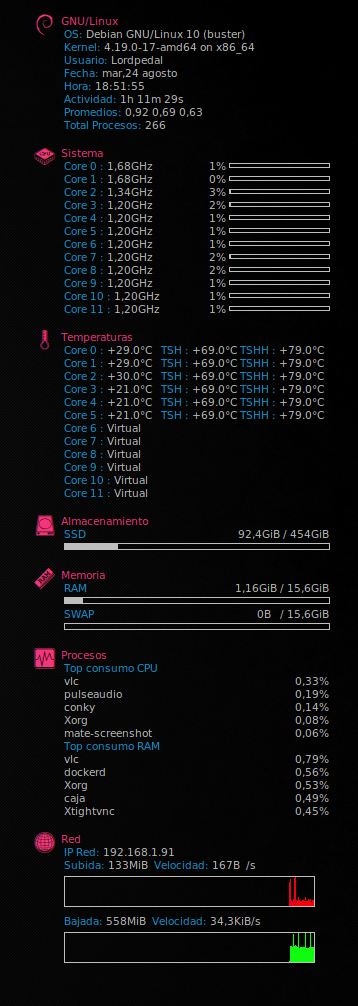 GNU/Linux
OS: Debian GNU/Linux 10 (buster)
Kernel: 4.19.0-17-amd64 on x86_64
Usuario: Lordpedal
Fecha: mar,24 agosto
Hora: 18:51:55
Actividad: 1h 11m 29s
Promedios: 0,92 0,69 0,63
Total Procesos: 266
Sistema
Core 0 : 1,68GHz 1%
Core 1 : 1,68GHz 0%
Core 2 : 1,34GHz 3%
Core 3 : 1,20GHz 2%
Core 4 : 1,20GHz 1%
Core 5 : 1,20GHz 1%
Core 6 : 1,20GHz 1%
Core 7 : 1,20GHz 2%
Core 8 : 1,20GHz 2%
Core 9 : 1,20GHz 1%
Core 10 : 1,20GHz 1%
Core 11 : 1,20GHz 1%
Temperaturas
Core 0 : +29.0°C TSH : +69.0°C TSHH : +79.0°C
Core 1 : +29.0°C TSH : +69.0°C TSHH : +79.0°C
Core 2 : +30.0°C TSH : +69.0°C TSHH : +79.0°C
Core 3 : +21.0°C TSH : +69.0°C TSHH : +79.0°C
Core 4 : +21.0°C TSH : +69.0°C TSHH : +79.0°C
Core 5 : +21.0°C TSH : +69.0°C TSHH : +79.0°C
Core 6 : Virtual
Core 7 : Virtual
Core 8 : Virtual
Core 9 : Virtual
Core 10 : Virtual
Core 11 : Virtual
Almacenamiento
SSD 92,4GiB / 454GiB
RAM
Memoria
RAM 1,16GiB / 15,6GiB
SWAP 0B / 15,6GiB
Procesos
Top consumo CPU
vlc 0,33%
pulseaudio 0,19%
conky 0,14%
Xorg 0,08%
mate-screenshot 0,06%
Top consumo RAM
vlc 0,79%
dockerd 0,56%
Xorg 0,53%
caja 0,49%
Xtightvnc 0,45%
Red
IP Red: 192.168.1.91
Subida: 133MiB Velocidad: 167B /s
Bajada: 558MiB Velocidad: 34,3KiB/s